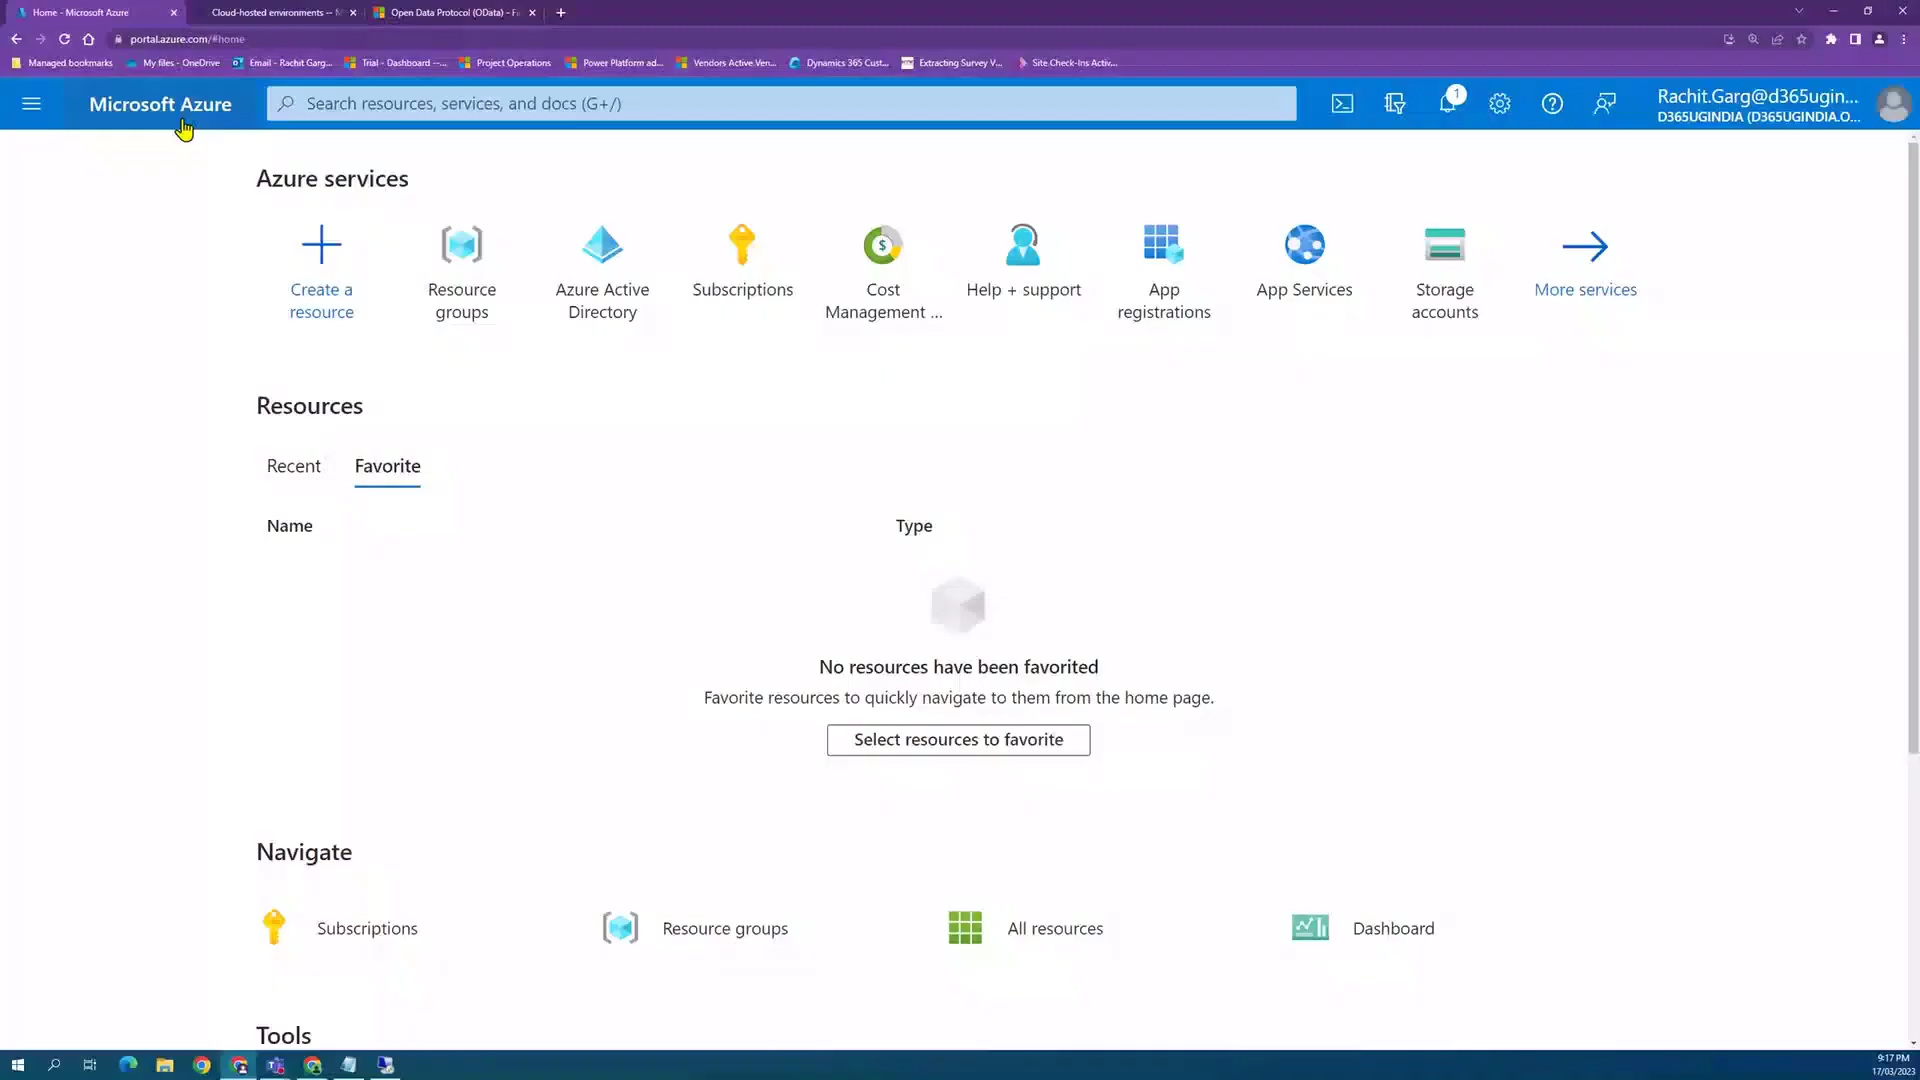 Home - Microsoft Azure
Cloud-hosted environments --
Open Data Protocol (OData) - F
portal.azure.com/#home
Managed bookmarks
My files - OneDrive
Email - Rachit Garg...
Trial - Dashboard --...
Project Operations
Power Platform ad...
Vendors Active Ven...
Dynamics 365 Cust...
Extracting Survey V...
Site Check-Ins Activ...
Microsoft Azure
Search resources, services, and docs (G+/)
1
Rachit.Garg@d365ugin...
D365UGINDIA (D365UGINDIA.O...
Azure services
Create a
resource
Resource
groups
Azure Active
Directory
Subscriptions
Cost
Management ...
Help + support
App
registrations
App Services
Storage
accounts
More services
Resources
Recent
Favorite
Name
Type
No resources have been favorited
Favorite resources to quickly navigate to them from the home page.
Select resources to favorite
Navigate
Subscriptions
Resource groups
All resources
Dashboard
Tools
9:17 PM
17/03/2023